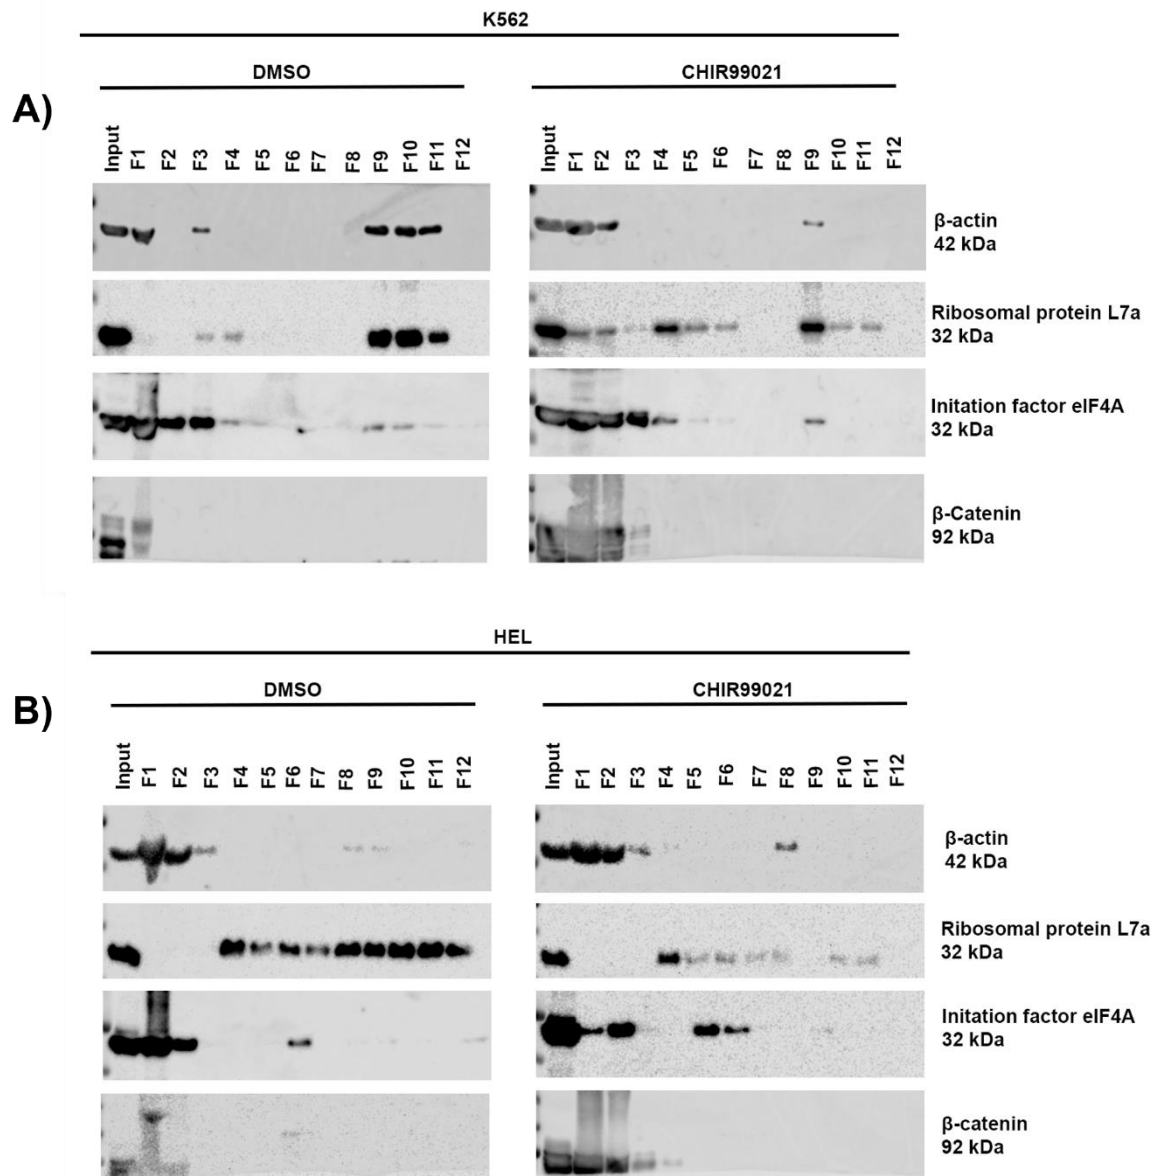 K562
DMSO CHIR99021
A)
Input F1 F2 F3 F4 F5 F6 F7 F8 F9 F10 F11 F12 Input F1 F2 F3 F4 F5 F6 F7 F8 F9 F10 F11 F12
β-actin
42 kDa
Ribosomal protein L7a
32 kDa
Initation factor eIF4A
32 kDa
β-Catenin
92 kDa
HEL
DMSO CHIR99021
B)
Input F1 F2 F3 F4 F5 F6 F7 F8 F9 F10 F11 F12 Input F1 F2 F3 F4 F5 F6 F7 F8 F9 F10 F11 F12
β-actin
42 kDa
Ribosomal protein L7a
32 kDa
Initation factor eIF4A
32 kDa
β-catenin
92 kDa